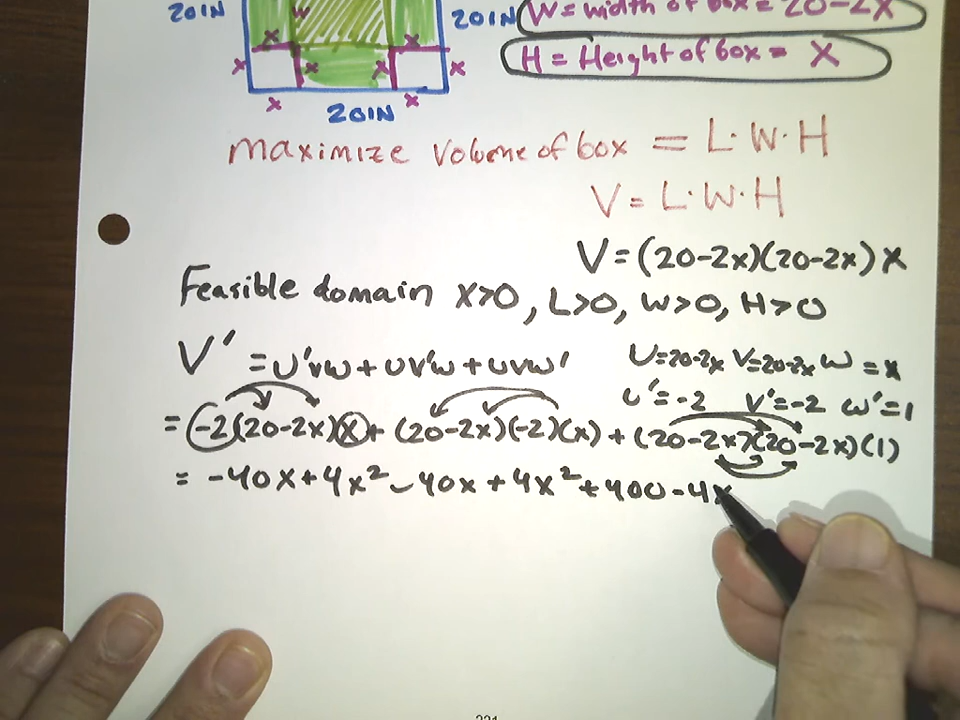 20IN W 20IN W = width of box = 20-2x
x x
x x x x H = Height of box = x
x x
20IN
Maximize Volume of box = L·W·H
V = L·W·H
V = (20-2x)(20-2x) x
Feasible domain x>0, L>0, W>0, H>0
V' = u'vw + uv'w + uvw' U=20-2x V=20-2x W=x
u'=-2 v'=-2 w'=1
= -2(20-2x)(x) + (20-2x)(-2)(x) + (20-2x)(20-2x)(1)
= -40x + 4x² - 40x + 4x² + 400 - 4x